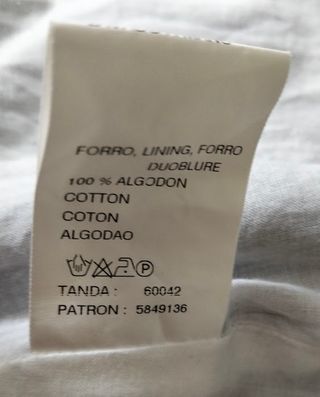 FORRO, LINING, FORRO
DUOBLURE
100 % ALGODON
COTTON
COTON
ALGODAO
P
TANDA : 60042
PATRON : 5849136